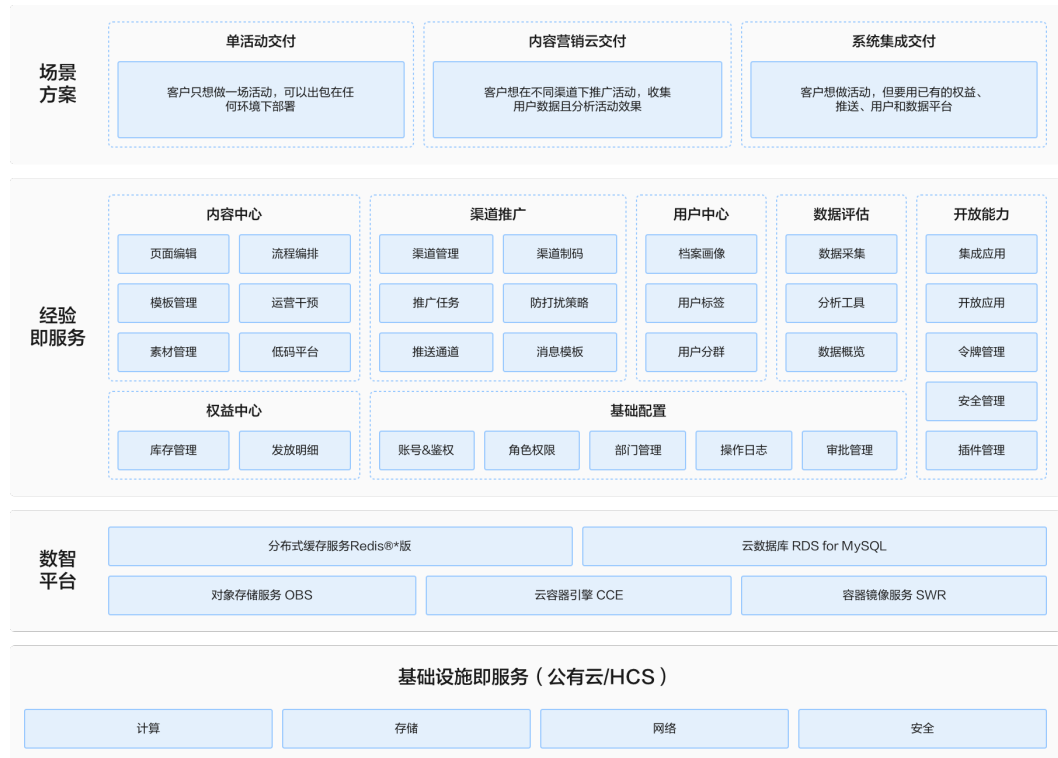 场景
方案
单活动交付
客户只想做一场活动，可以出包在任
何环境下部署
内容营销云交付
客户想在不同渠道下推广活动，收集
用户数据且分析活动效果
系统集成交付
客户想做活动，但要用已有的权益、
推送、用户和数据平台
经验
即服务
内容中心
页面编辑
流程编排
模板管理
运营干预
素材管理
低码平台
渠道推广
渠道管理
渠道制码
推广任务
防打扰策略
推送通道
消息模板
用户中心
档案画像
用户标签
用户分群
数据评估
数据采集
分析工具
数据概览
开放能力
集成应用
开放应用
令牌管理
安全管理
插件管理
权益中心
库存管理
发放明细
基础配置
账号&鉴权
角色权限
部门管理
操作日志
审批管理
数智
平台
分布式缓存服务Redis®*版
云数据库 RDS for MySQL
对象存储服务 OBS
云容器引擎 CCE
容器镜像服务 SWR
基础设施即服务（公有云/HCS）
计算
存储
网络
安全